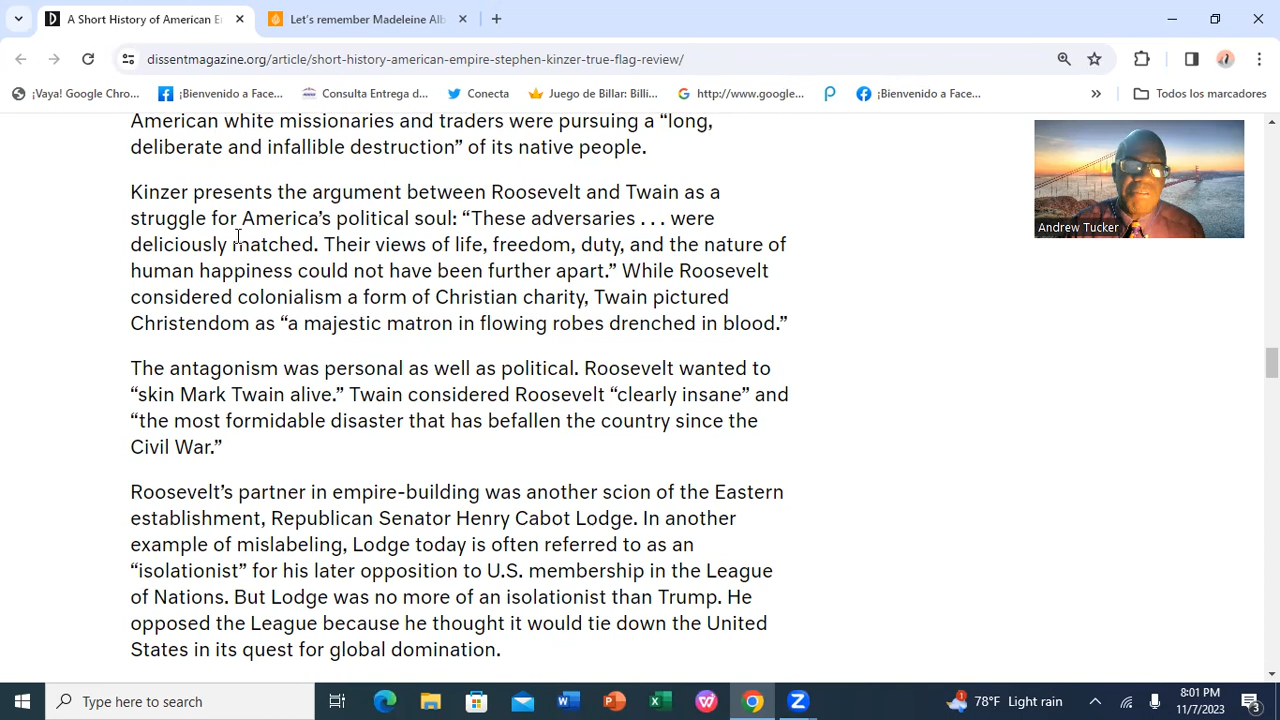 A Short History of American E
Let's remember Madeleine Alb
dissentmagazine.org/article/short-history-american-empire-stephen-kinzer-true-flag-review/
¡Vaya! Google Chro...
¡Bienvenido a Face...
Consulta Entrega d...
Conecta
Juego de Billar: Billi...
http://www.google...
¡Bienvenido a Face...
»
Todos los marcadores
American white missionaries and traders were pursuing a “long,
deliberate and infallible destruction” of its native people.
Kinzer presents the argument between Roosevelt and Twain as a
struggle for America’s political soul: “These adversaries . . . were
deliciously matched. Their views of life, freedom, duty, and the nature of
human happiness could not have been further apart.” While Roosevelt
considered colonialism a form of Christian charity, Twain pictured
Christendom as “a majestic matron in flowing robes drenched in blood.”
The antagonism was personal as well as political. Roosevelt wanted to
“skin Mark Twain alive.” Twain considered Roosevelt “clearly insane” and
“the most formidable disaster that has befallen the country since the
Civil War.”
Roosevelt’s partner in empire-building was another scion of the Eastern
establishment, Republican Senator Henry Cabot Lodge. In another
example of mislabeling, Lodge today is often referred to as an
“isolationist” for his later opposition to U.S. membership in the League
of Nations. But Lodge was no more of an isolationist than Trump. He
opposed the League because he thought it would tie down the United
States in its quest for global domination.
Andrew Tucker
Type here to search
1
78°F Light rain
8:01 PM
11/7/2023
3